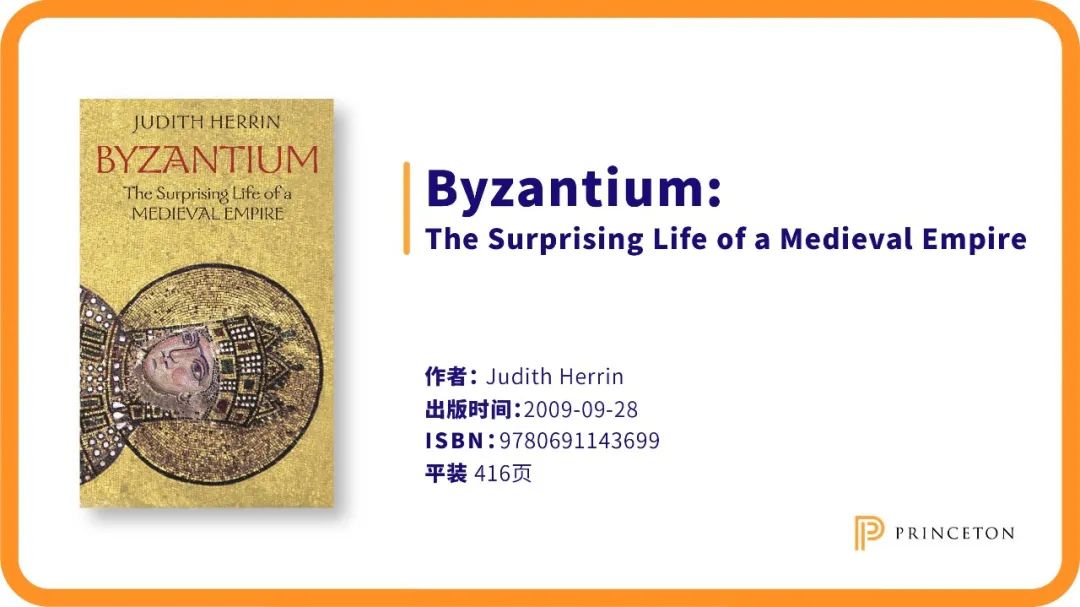 JUDITH HERRIN
BYZANTIUM
The Surprising Life of a
MEDIEVAL EMPIRE
Byzantium:
The Surprising Life of a Medieval Empire
作者： Judith Herrin
出版时间：2009-09-28
ISBN：9780691143699
平装 416页
PRINCETON